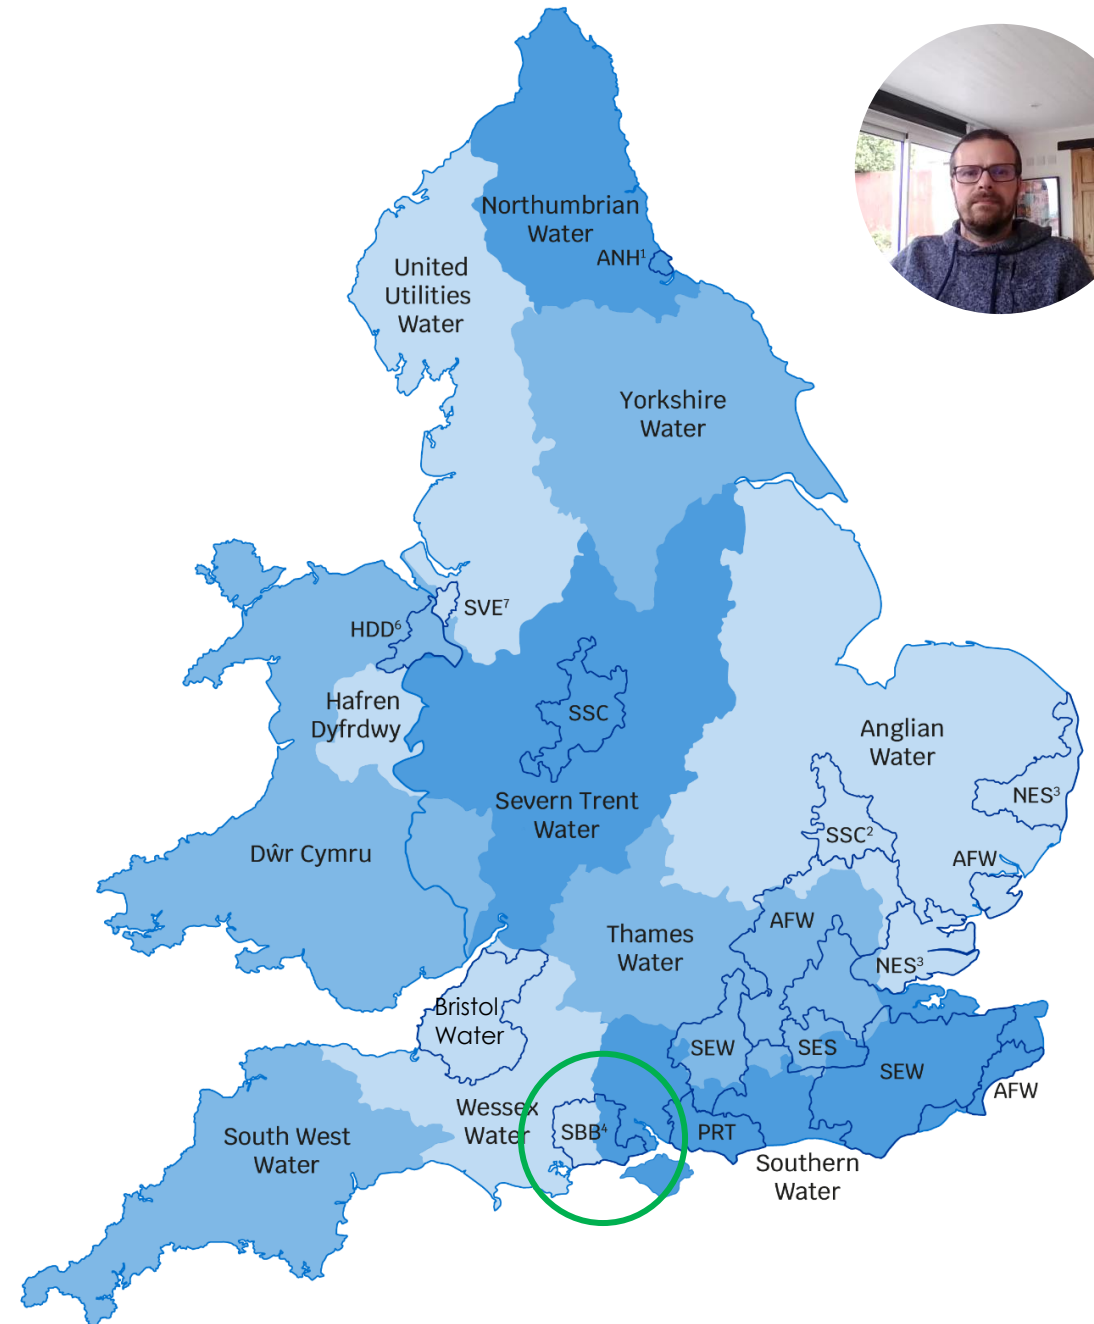 Northumbrian
Water
ANH¹
United
Utilities
Water
Yorkshire
Water
SVE⁷
HDD⁶
Hafren
Dyfrdwy
SSC
Anglian
Water
NES³
Severn Trent
Water
SSC²
Dŵr Cymru
AFW
AFW
Thames
Water
NES³
Bristol
Water
SEW
SES
SEW
AFW
Wessex
Water
SBB⁴
PRT
South West
Water
Southern
Water